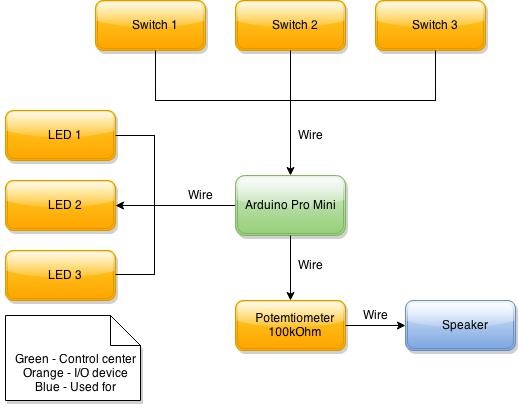 Switch 1
Switch 2
Switch 3
LED 1
Wire
LED 2
Wire
Arduino Pro Mini
LED 3
Wire
Potemtiometer
100kOhm
Wire
Speaker
Green - Control center
Orange - I/O device
Blue - Used for